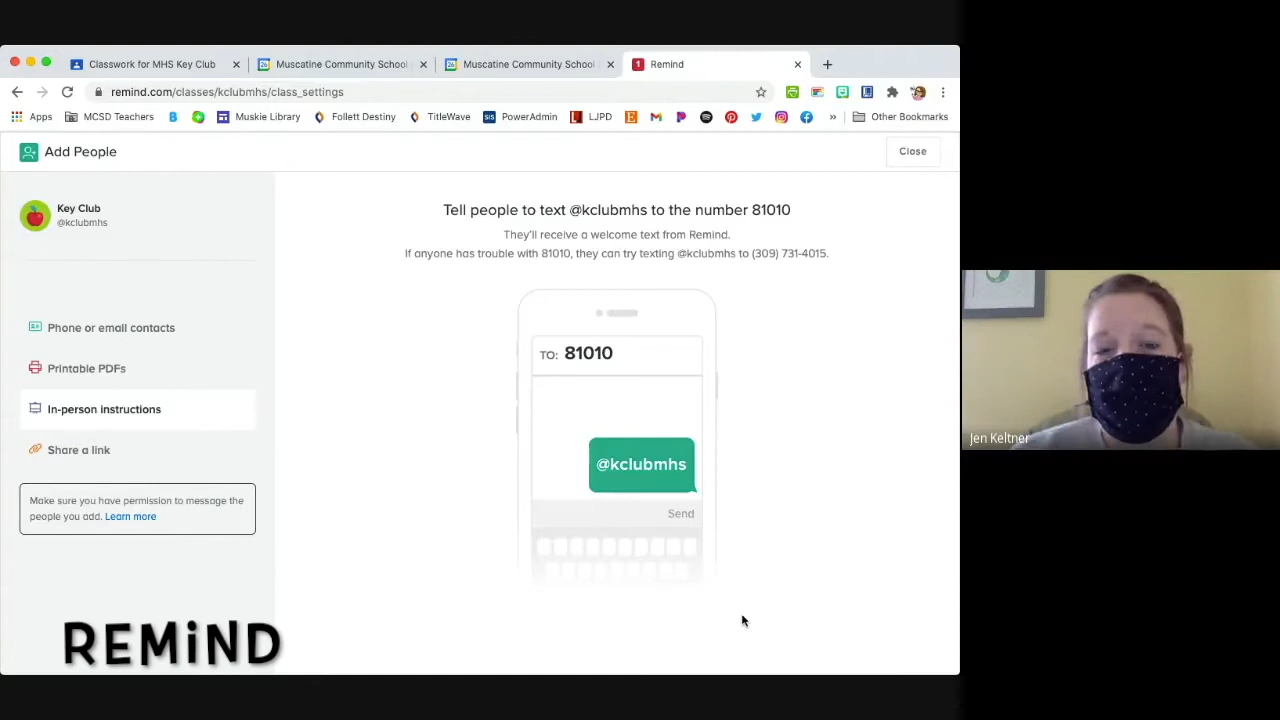 Classwork for MHS Key Club
Muscatine Community School
Muscatine Community School
Remind
remind.com/classes/kclubmhs/class_settings
Apps
MCSD Teachers
Muskie Library
Follett Destiny
TitleWave
SIS
PowerAdmin
LJPD
»
Other Bookmarks
Add People
Close
Key Club
@kclubmhs
Phone or email contacts
Printable PDFs
In-person instructions
Share a link
Make sure you have permission to message the
people you add. Learn more
Tell people to text @kclubmhs to the number 81010
They'll receive a welcome text from Remind.
If anyone has trouble with 81010, they can try texting @kclubmhs to (309) 731-4015.
TO: 81010
@kclubmhs
Send
REMiND
Jen Keltner